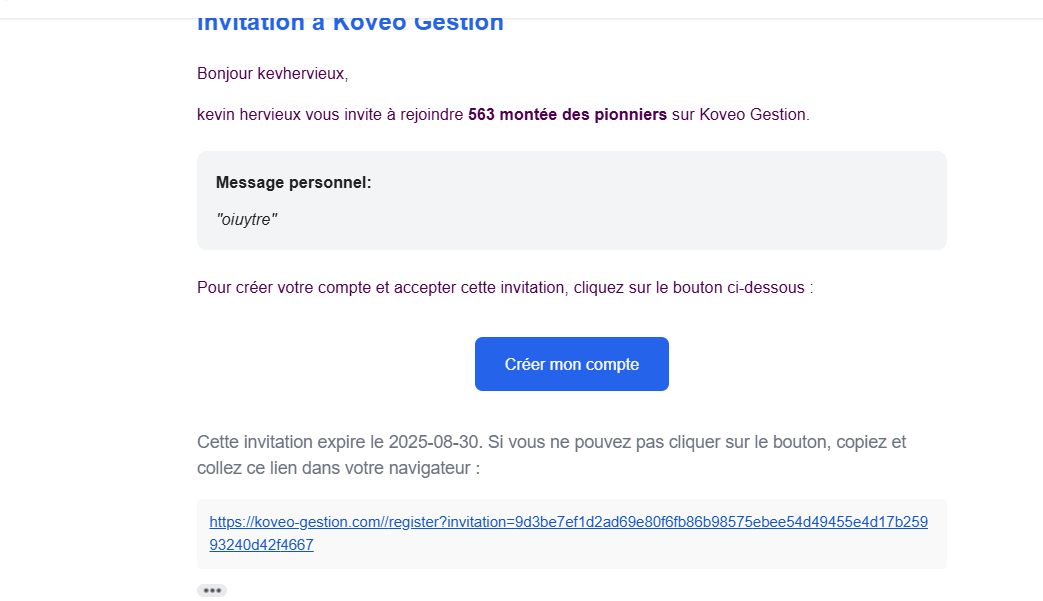 Invitation à Koveo Gestion
Bonjour kevhervieux,
kevin hervieux vous invite à rejoindre 563 montée des pionniers sur Koveo Gestion.
Message personnel:
"oiuytre"
Pour créer votre compte et accepter cette invitation, cliquez sur le bouton ci-dessous :
Créer mon compte
Cette invitation expire le 2025-08-30. Si vous ne pouvez pas cliquer sur le bouton, copiez et
collez ce lien dans votre navigateur :
https://koveo-gestion.com//register?invitation=9d3be7ef1d2ad69e80f6fb86b98575ebee54d49455e4d17b259
93240d42f4667